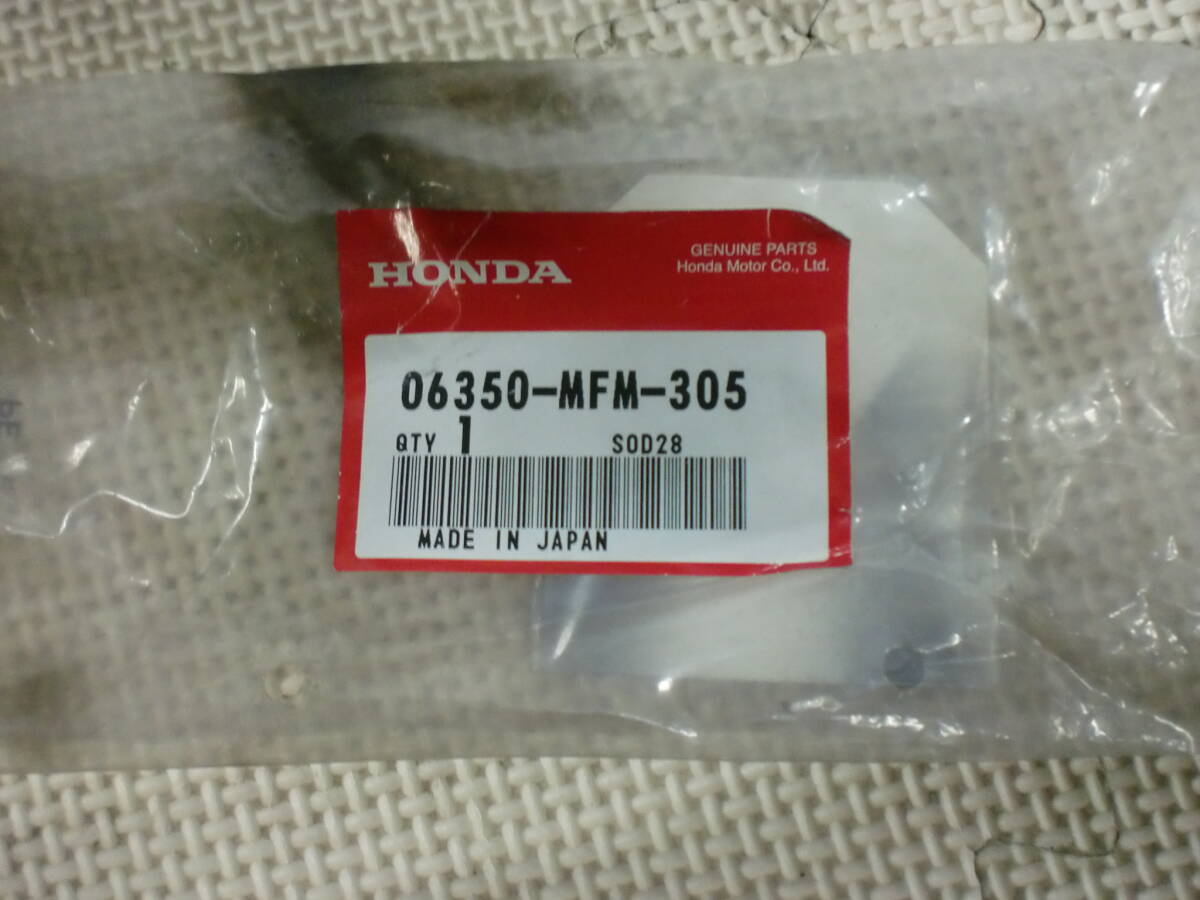 HONDA
GENUINE PARTS
Honda Motor Co., Ltd.
06350-MFM-305
QTY 1 SOD28
MADE IN JAPAN